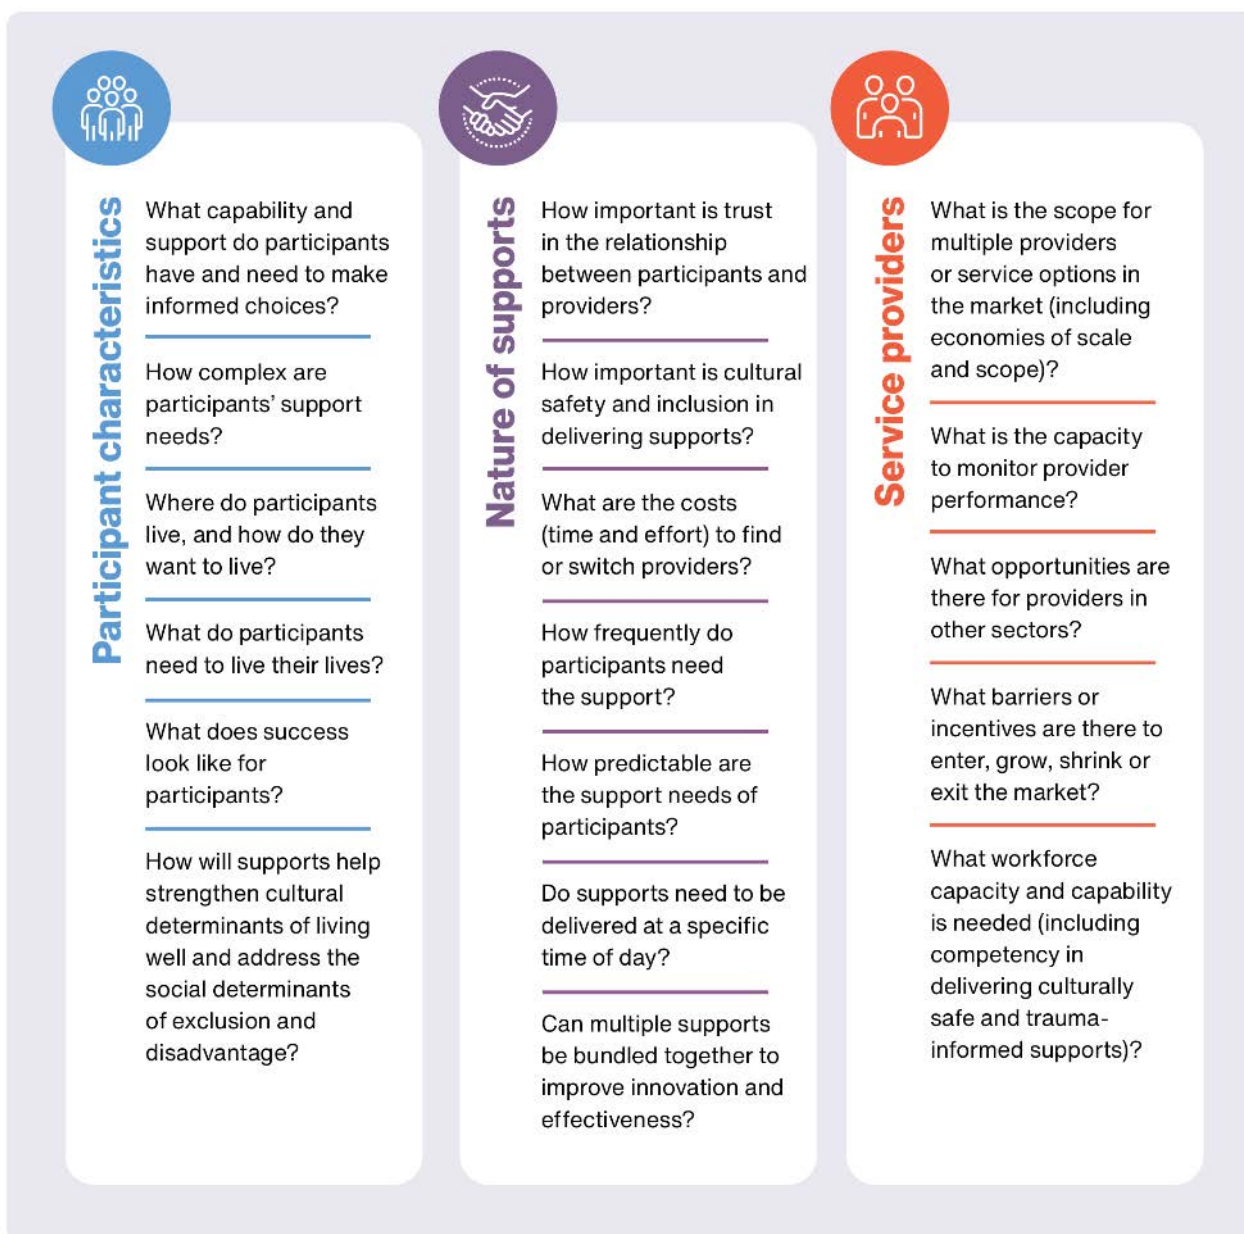 Participant characteristics
What capability and
support do participants
have and need to make
informed choices?
How complex are
participants' support
needs?
Where do participants
live, and how do they
want to live?
What do participants
need to live their lives?
What does success
look like for
participants?
How will supports help
strengthen cultural
determinants of living
well and address the
social determinants
of exclusion and
disadvantage?
Nature of supports
How important is trust
in the relationship
between participants and
providers?
How important is cultural
safety and inclusion in
delivering supports?
What are the costs
(time and effort) to find
or switch providers?
How frequently do
participants need
the support?
How predictable are
the support needs of
participants?
Do supports need to be
delivered at a specific
time of day?
Can multiple supports
be bundled together to
improve innovation and
effectiveness?
Service providers
What is the scope for
multiple providers
or service options in
the market (including
economies of scale
and scope)?
What is the capacity
to monitor provider
performance?
What opportunities are
there for providers in
other sectors?
What barriers or
incentives are there to
enter, grow, shrink or
exit the market?
What workforce
capacity and capability
is needed (including
competency in
delivering culturally
safe and trauma-
informed supports)?